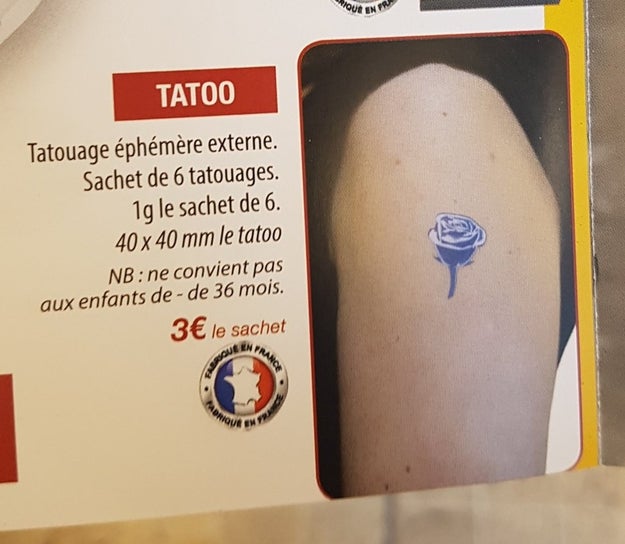 TATOO
Tatouage éphémère externe.
Sachet de 6 tatouages.
1g le sachet de 6.
40 x 40 mm le tatoo
NB : ne convient pas
aux enfants de - de 36 mois.
3€ le sachet
FABRIQUÉ EN FRANCE
FABRIQUÉ EN FRANCE